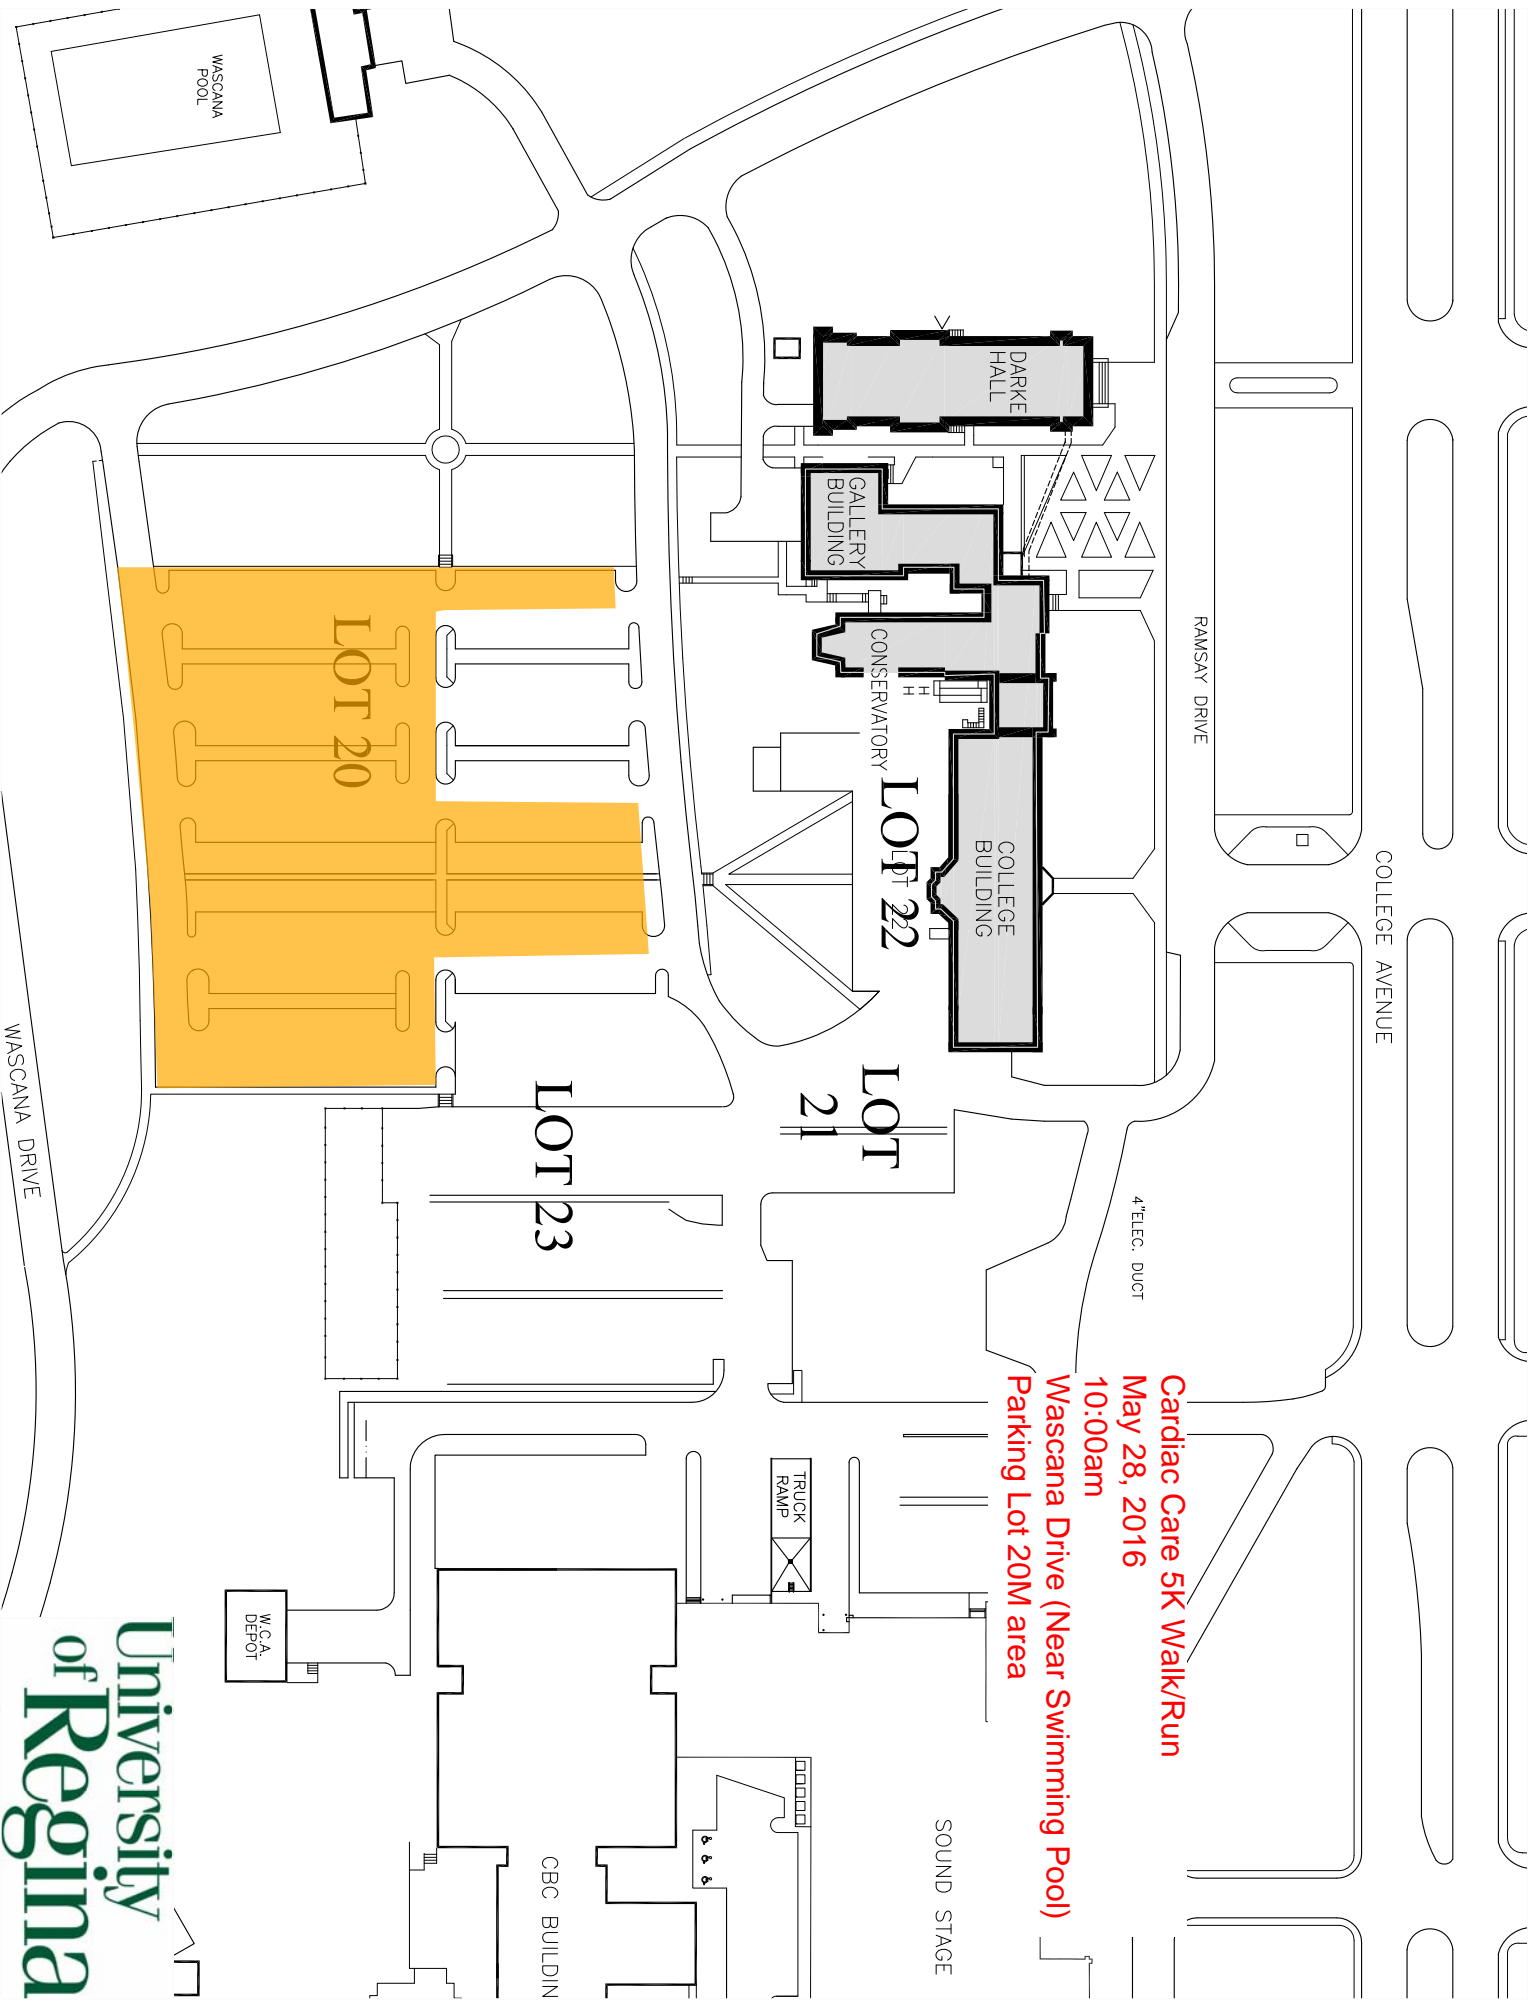 COLLEGE AVENUE
RAMSAY DRIVE
4"ELEC. DUCT
Cardiac Care 5K Walk/Run
May 28, 2016
10:00am
Wascana Drive (Near Swimming Pool)
Parking Lot 20M area
DARKE
HALL
COLLEGE
BUILDING
GALLERY
BUILDING
CONSERVATORY
H
H
LOT 22
LOT 22
LOT
21
SOUND STAGE
TRUCK
RAMP
LOT 23
CBC BUILDIN
LOT 20
W.C.A.
DEPOT
WASCANA
POOL
WASCANA DRIVE
University
of Regina